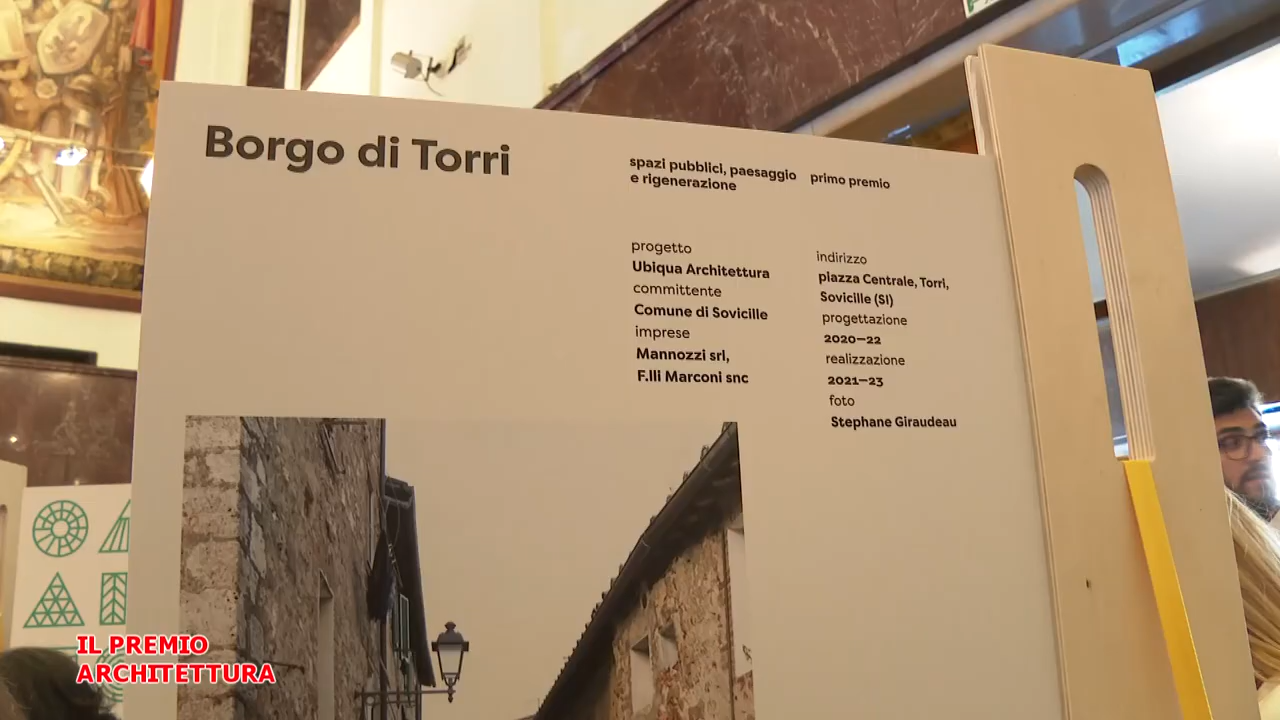 Borgo di Torri
spazi pubblici, paesaggio
e rigenerazione
primo premio
progetto
Ubiqua Architettura
committente
Comune di Sovicille
imprese
Mannozzi srl,
F.lli Marconi snc
indirizzo
piazza Centrale, Torri,
Sovicille (SI)
progettazione
2020—22
realizzazione
2021—23
foto
Stephane Giraudeau
IL PREMIO
ARCHITETTURA